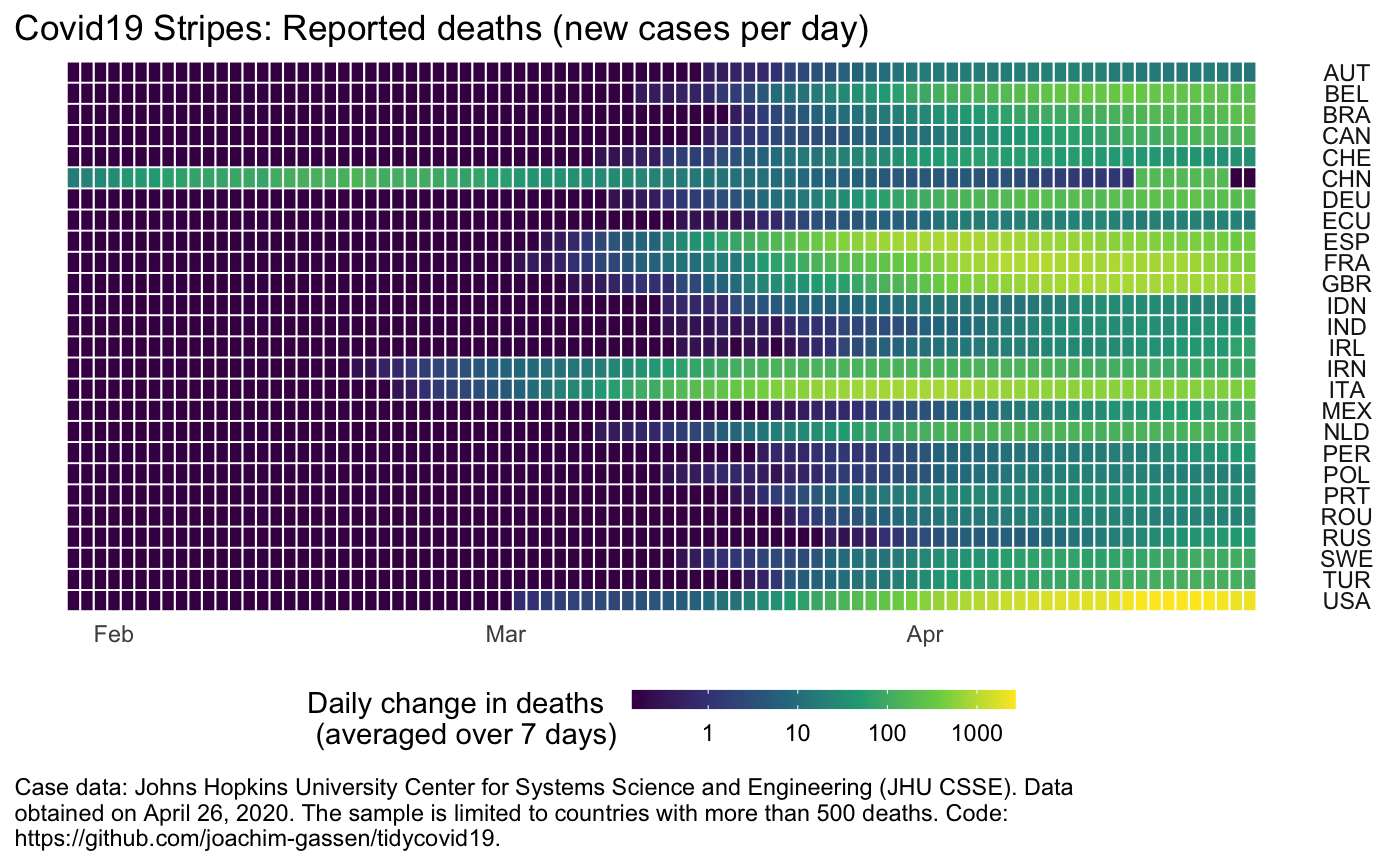 Covid19 Stripes: Reported deaths (new cases per day)
AUT
BEL
BRA
CAN
CHE
CHN
DEU
ECU
ESP
FRA
GBR
IDN
IND
IRL
IRN
ITA
MEX
NLD
PER
POL
PRT
ROU
RUS
SWE
TUR
USA
Feb Mar Apr
Daily change in deaths
(averaged over 7 days)
1 10 100 1000
Case data: Johns Hopkins University Center for Systems Science and Engineering (JHU CSSE). Data
obtained on April 26, 2020. The sample is limited to countries with more than 500 deaths. Code:
https://github.com/joachim-gassen/tidycovid19.